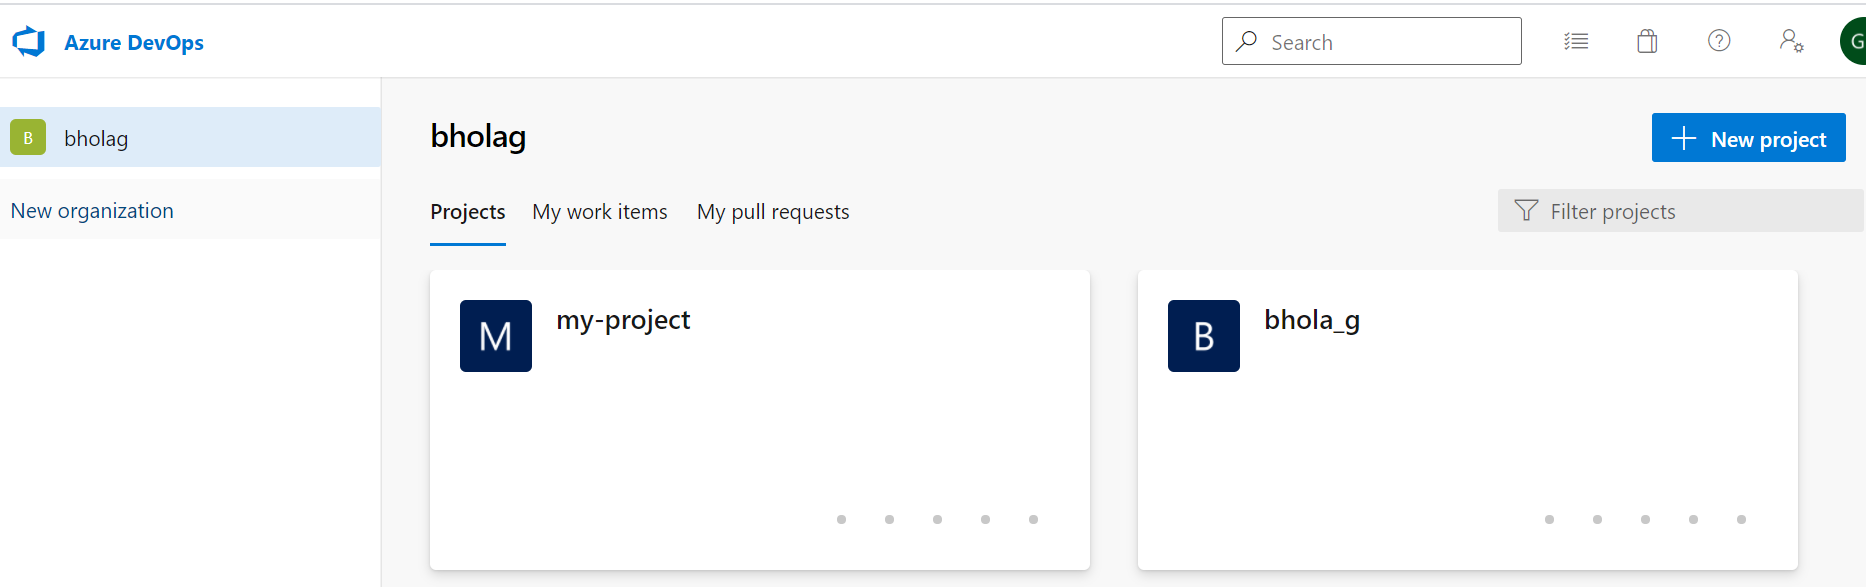 Azure DevOps
Search
G
B bholag
New organization
bholag
New project
Projects My work items My pull requests
Filter projects
M my-project
B bhola_g